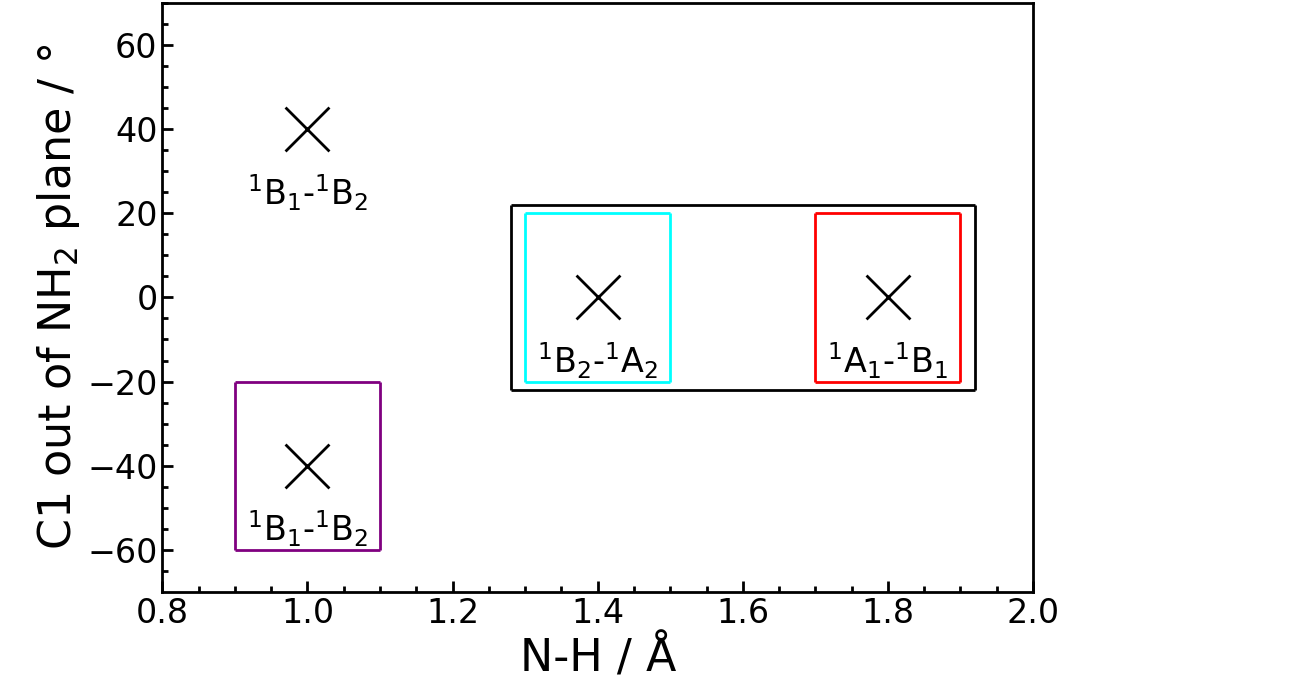 C1 out of NH₂ plane / °
60
40
20
0
−20
−40
−60
¹B₁-¹B₂
¹B₂-¹A₂
¹A₁-¹B₁
¹B₁-¹B₂
0.8 1.0 1.2 1.4 1.6 1.8 2.0
N-H / Å